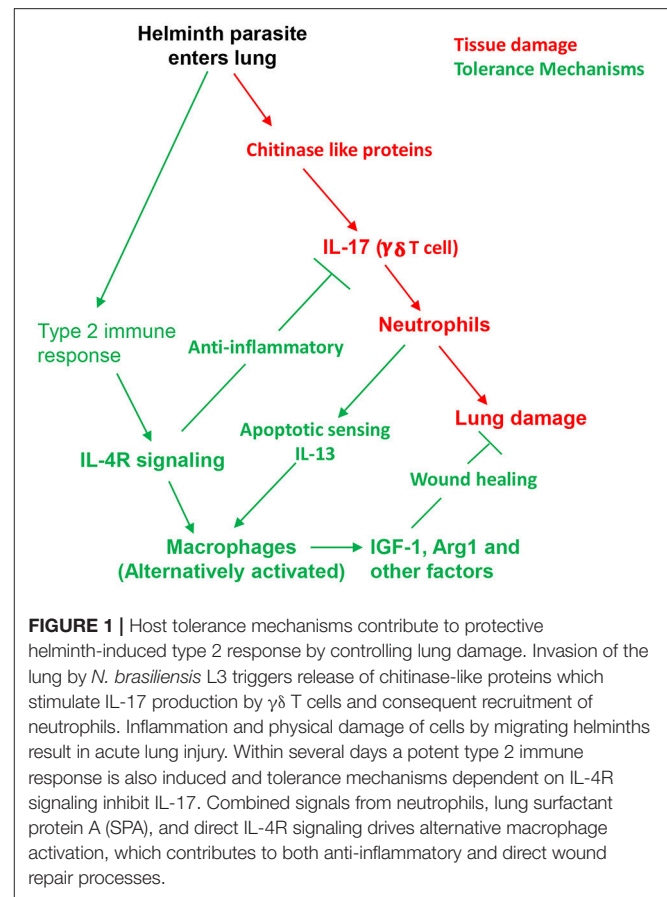 Helminth parasite
enters lung
Tissue damage
Tolerance Mechanisms
Chitinase like proteins
IL-17 (γδ T cell)
Neutrophils
Type 2 immune
response
Anti-inflammatory
Lung damage
Apoptotic sensing
IL-13
IL-4R signaling
Wound healing
Macrophages
(Alternatively activated)
IGF-1, Arg1 and
other factors
FIGURE 1 | Host tolerance mechanisms contribute to protective
helminth-induced type 2 response by controlling lung damage. Invasion of the
lung by N. brasiliensis L3 triggers release of chitinase-like proteins which
stimulate IL-17 production by γδ T cells and consequent recruitment of
neutrophils. Inflammation and physical damage of cells by migrating helminths
result in acute lung injury. Within several days a potent type 2 immune
response is also induced and tolerance mechanisms dependent on IL-4R
signaling inhibit IL-17. Combined signals from neutrophils, lung surfactant
protein A (SPA), and direct IL-4R signaling drives alternative macrophage
activation, which contributes to both anti-inflammatory and direct wound
repair processes.